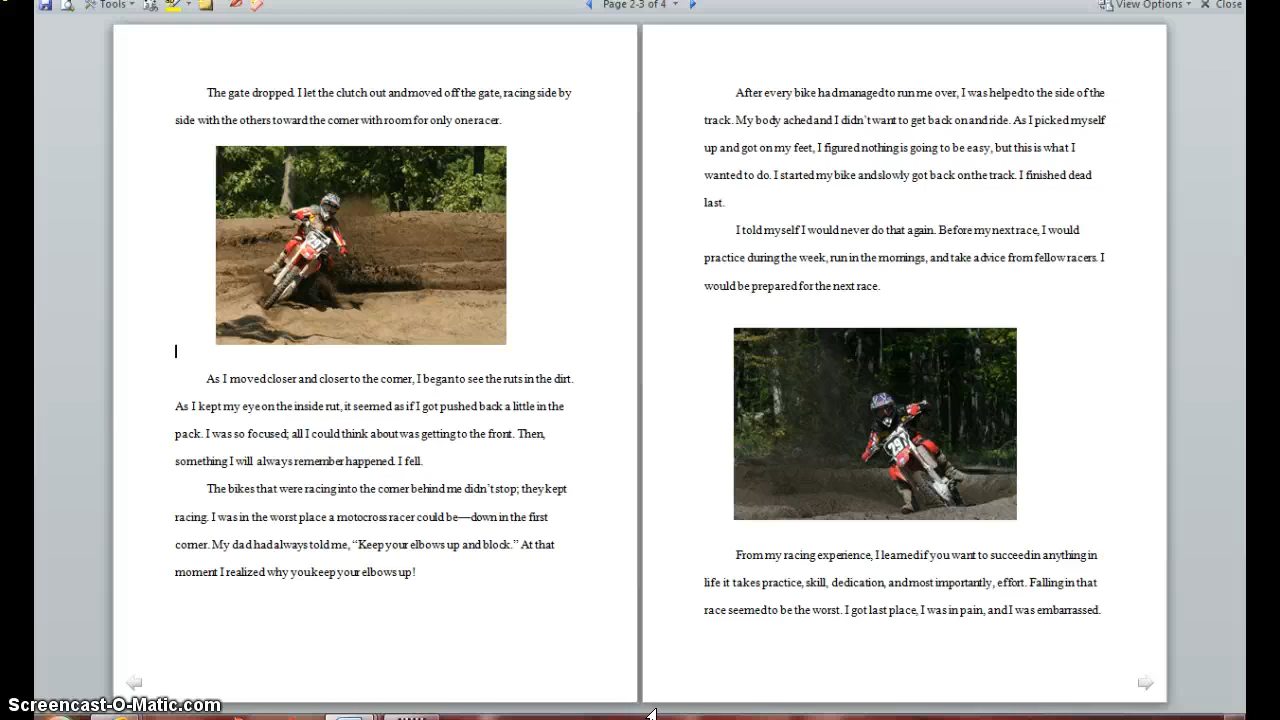 Tools
Page 2-3 of 4
View Options
Close
The gate dropped. I let the clutch out and moved off the gate, racing side by
side with the others toward the corner with room for only one racer.
As I moved closer and closer to the corner, I began to see the ruts in the dirt.
As I kept my eye on the inside rut, it seemed as if I got pushed back a little in the
pack. I was so focused; all I could think about was getting to the front. Then,
something I will always remember happened. I fell.
The bikes that were racing into the corner behind me didn't stop; they kept
racing. I was in the worst place a motocross racer could be—down in the first
corner. My dad had always told me, “Keep your elbows up and block.” At that
moment I realized why you keep your elbows up!
After every bike had managed to run me over, I was helped to the side of the
track. My body ached and I didn't want to get back on and ride. As I picked myself
up and got on my feet, I figured nothing is going to be easy, but this is what I
wanted to do. I started my bike and slowly got back on the track. I finished dead
last.
I told myself I would never do that again. Before my next race, I would
practice during the week, run in the mornings, and take advice from fellow racers. I
would be prepared for the next race.
297
From my racing experience, I learned if you want to succeed in anything in
life it takes practice, skill, dedication, and most importantly, effort. Falling in that
race seemed to be the worst. I got last place, I was in pain, and I was embarrassed.
Screencast-O-Matic.com